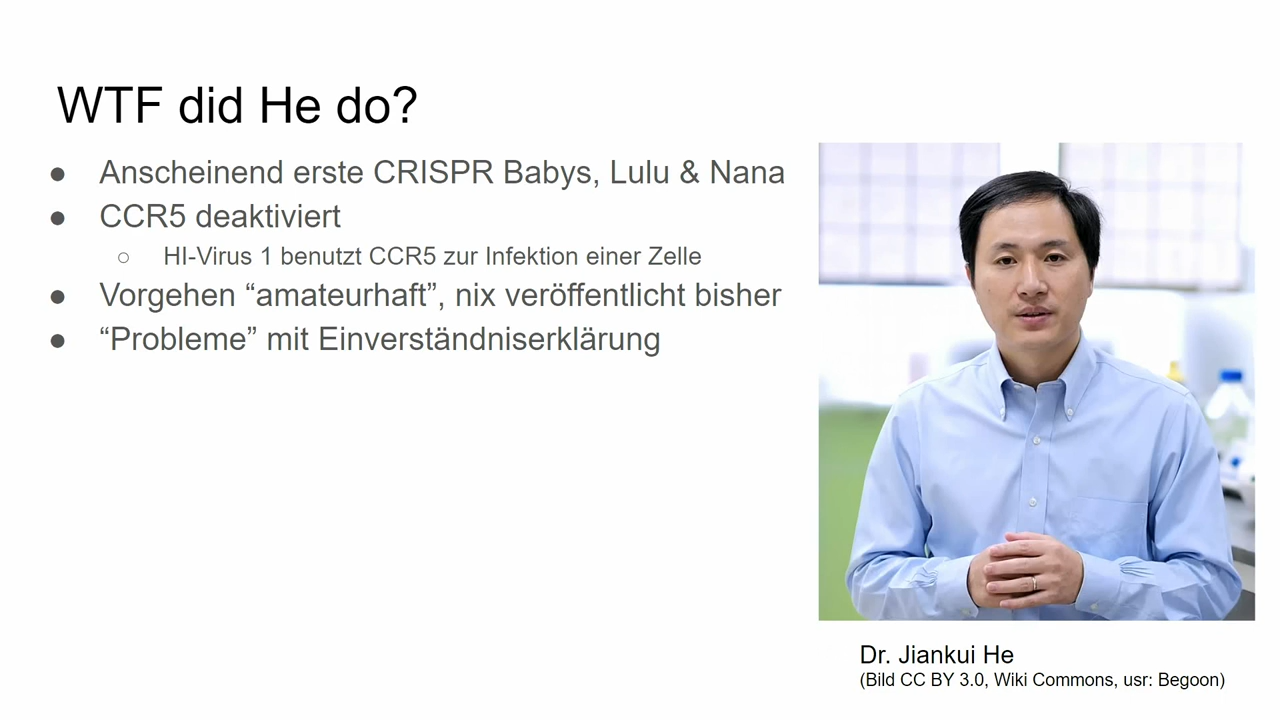 WTF did He do?
● Anscheinend erste CRISPR Babys, Lulu & Nana
● CCR5 deaktiviert
○ HI-Virus 1 benutzt CCR5 zur Infektion einer Zelle
● Vorgehen “amateurhaft”, nix veröffentlicht bisher
● “Probleme” mit Einverständniserklärung
Dr. Jiankui He
(Bild CC BY 3.0, Wiki Commons, usr: Begoon)